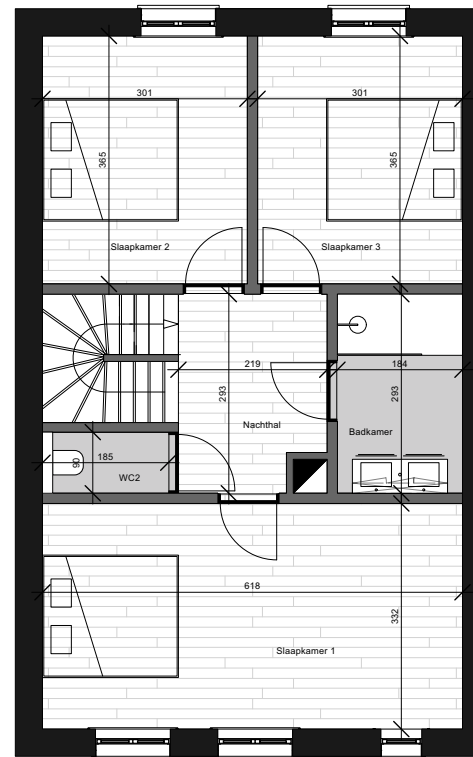 301
301
365
365
Slaapkamer 2
Slaapkamer 3
219
184
293
293
Nachthal
Badkamer
185
90
WC2
618
332
Slaapkamer 1